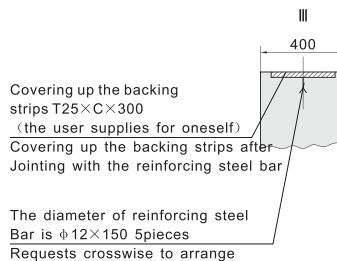 Ⅲ
400
Covering up the backing
strips T25×C×300
（the user supplies for oneself）
Covering up the backing strips after
Jointing with the reinforcing steel bar
The diameter of reinforcing steel
Bar is φ12×150 5pieces
Requests crosswise to arrange